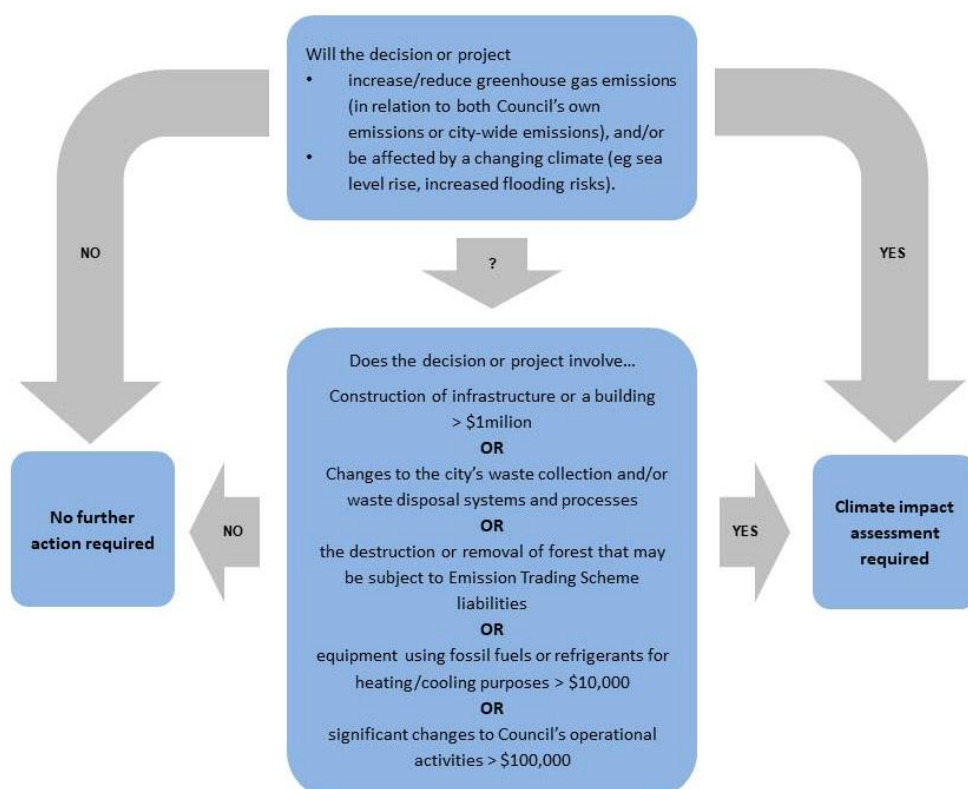 Will the decision or project
• increase/reduce greenhouse gas emissions
(in relation to both Council’s own
emissions or city-wide emissions), and/or
• be affected by a changing climate (eg sea
level rise, increased flooding risks).
NO
?
YES
Does the decision or project involve…
Construction of infrastructure or a building
> $1milion
OR
Changes to the city’s waste collection and/or
waste disposal systems and processes
OR
the destruction or removal of forest that may
be subject to Emission Trading Scheme
liabilities
OR
equipment using fossil fuels or refrigerants for
heating/cooling purposes > $10,000
OR
significant changes to Council’s operational
activities > $100,000
NO
YES
No further
action required
Climate impact
assessment
required